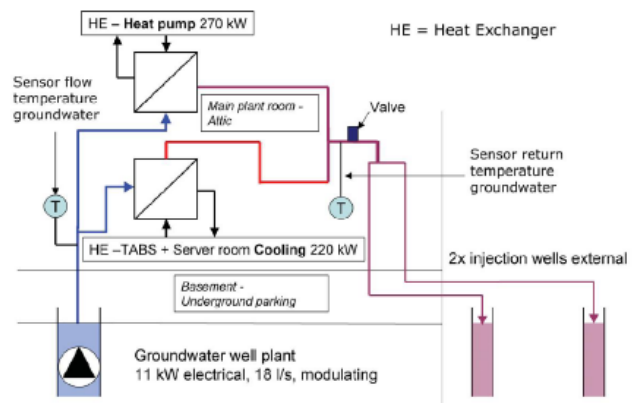 HE – Heat pump 270 kW
HE = Heat Exchanger
Sensor flow
temperature
groundwater
Main plant room -
Attic
Valve
T
T
Sensor return
temperature
groundwater
HE –TABS + Server room Cooling 220 kW
2x injection wells external
Basement -
Underground parking
Groundwater well plant
11 kW electrical, 18 l/s, modulating